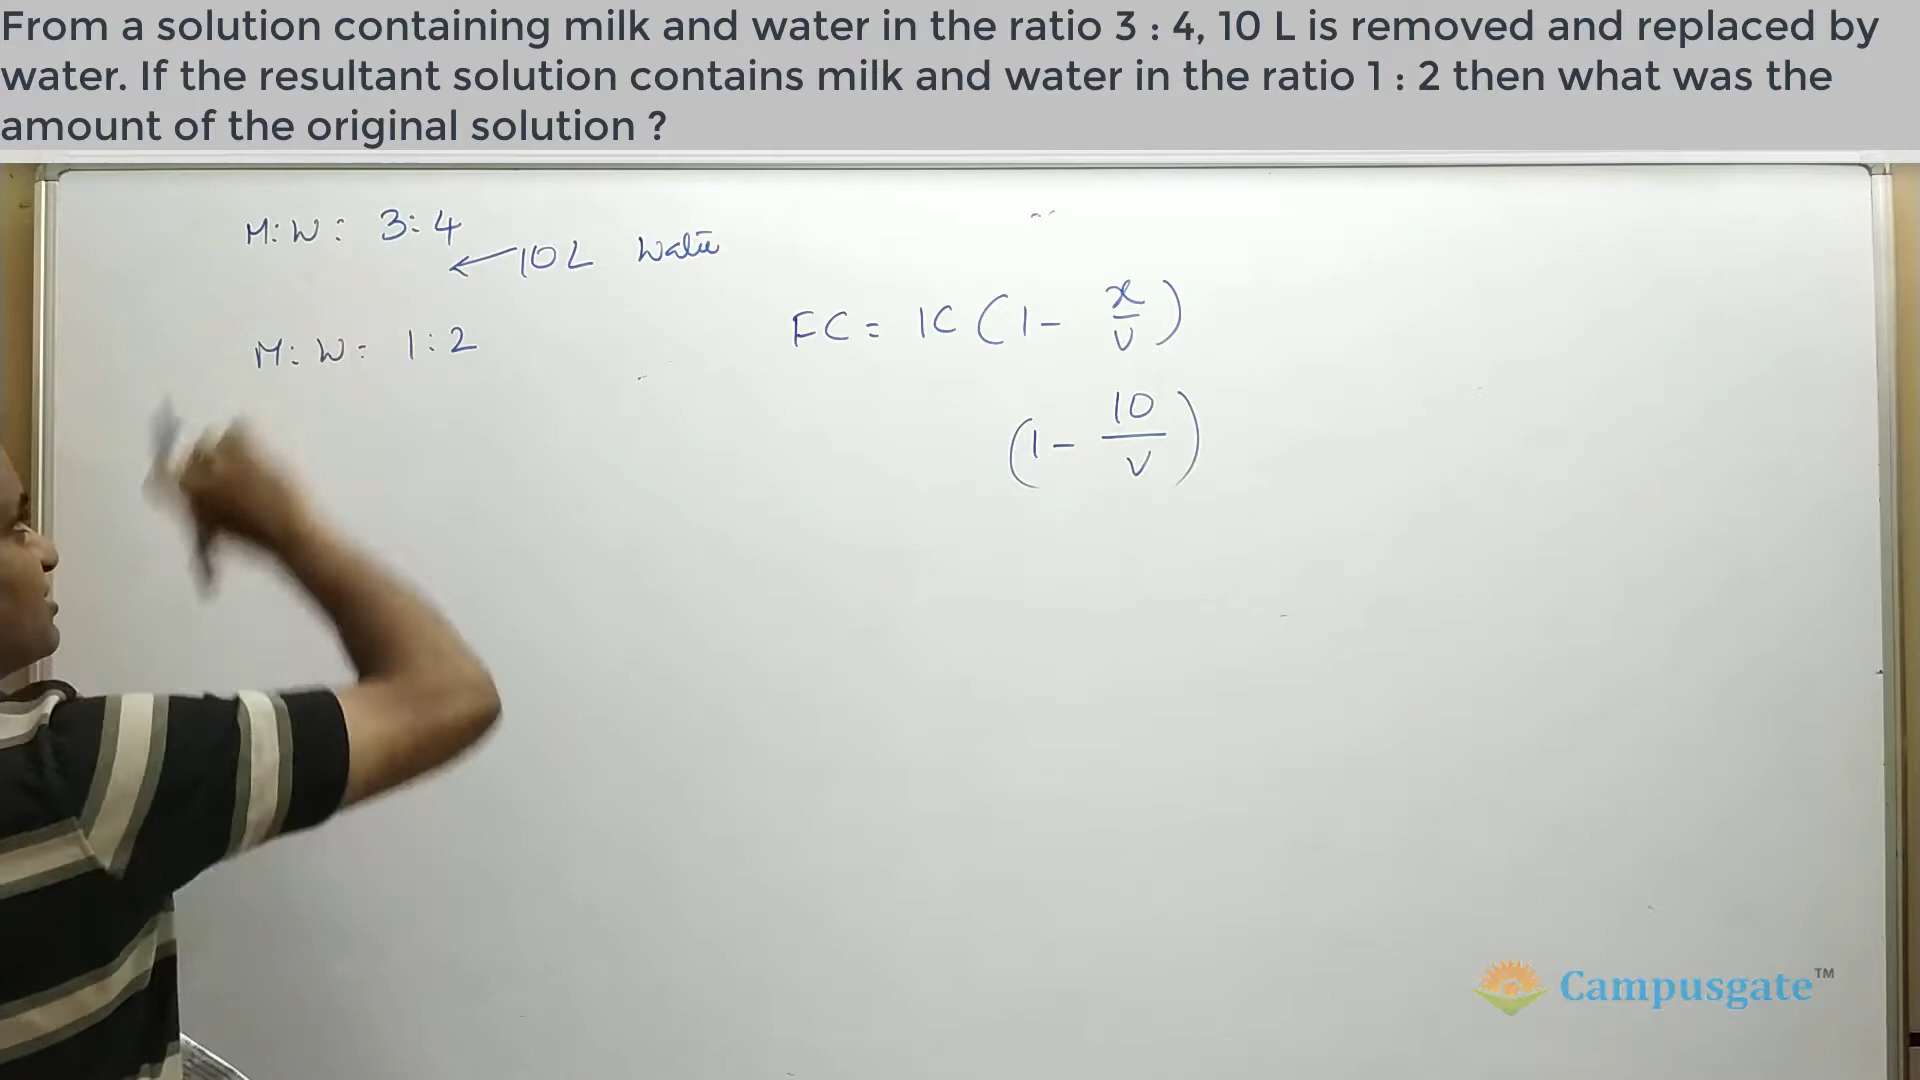 From a solution containing milk and water in the ratio 3 : 4, 10 L is removed and replaced by
water. If the resultant solution contains milk and water in the ratio 1 : 2 then what was the
amount of the original solution ?
M:W: 3:4
10L Water
M:W= 1:2
FC = IC (1 - x/v)
(1 - 10/v)
Campusgate™